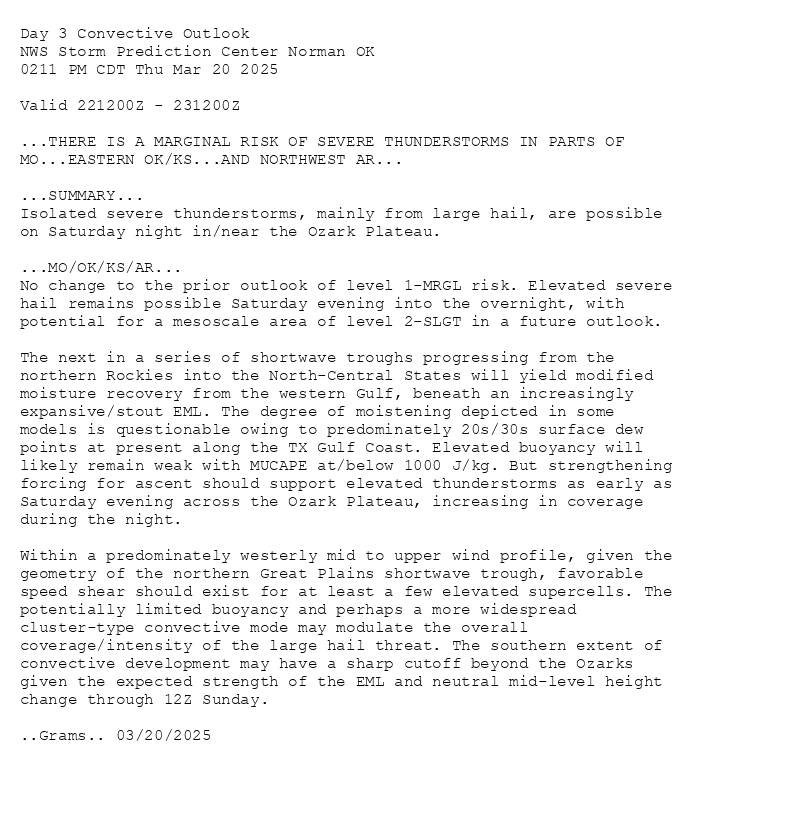 Day 3 Convective Outlook
NWS Storm Prediction Center Norman OK
0211 PM CDT Thu Mar 20 2025

Valid 221200Z - 231200Z

...THERE IS A MARGINAL RISK OF SEVERE THUNDERSTORMS IN PARTS OF
MO...EASTERN OK/KS...AND NORTHWEST AR...

...SUMMARY...
Isolated severe thunderstorms, mainly from large hail, are possible
on Saturday night in/near the Ozark Plateau.

...MO/OK/KS/AR...
No change to the prior outlook of level 1-MRGL risk. Elevated severe
hail remains possible Saturday evening into the overnight, with
potential for a mesoscale area of level 2-SLGT in a future outlook.

The next in a series of shortwave troughs progressing from the
northern Rockies into the North-Central States will yield modified
moisture recovery from the western Gulf, beneath an increasingly
expansive/stout EML. The degree of moistening depicted in some
models is questionable owing to predominately 20s/30s surface dew
points at present along the TX Gulf Coast. Elevated buoyancy will
likely remain weak with MUCAPE at/below 1000 J/kg. But strengthening
forcing for ascent should support elevated thunderstorms as early as
Saturday evening across the Ozark Plateau, increasing in coverage
during the night.

Within a predominately westerly mid to upper wind profile, given the
geometry of the northern Great Plains shortwave trough, favorable
speed shear should exist for at least a few elevated supercells. The
potentially limited buoyancy and perhaps a more widespread
cluster-type convective mode may modulate the overall
coverage/intensity of the large hail threat. The southern extent of
convective development may have a sharp cutoff beyond the Ozarks
given the expected strength of the EML and neutral mid-level height
change through 12Z Sunday.

..Grams.. 03/20/2025